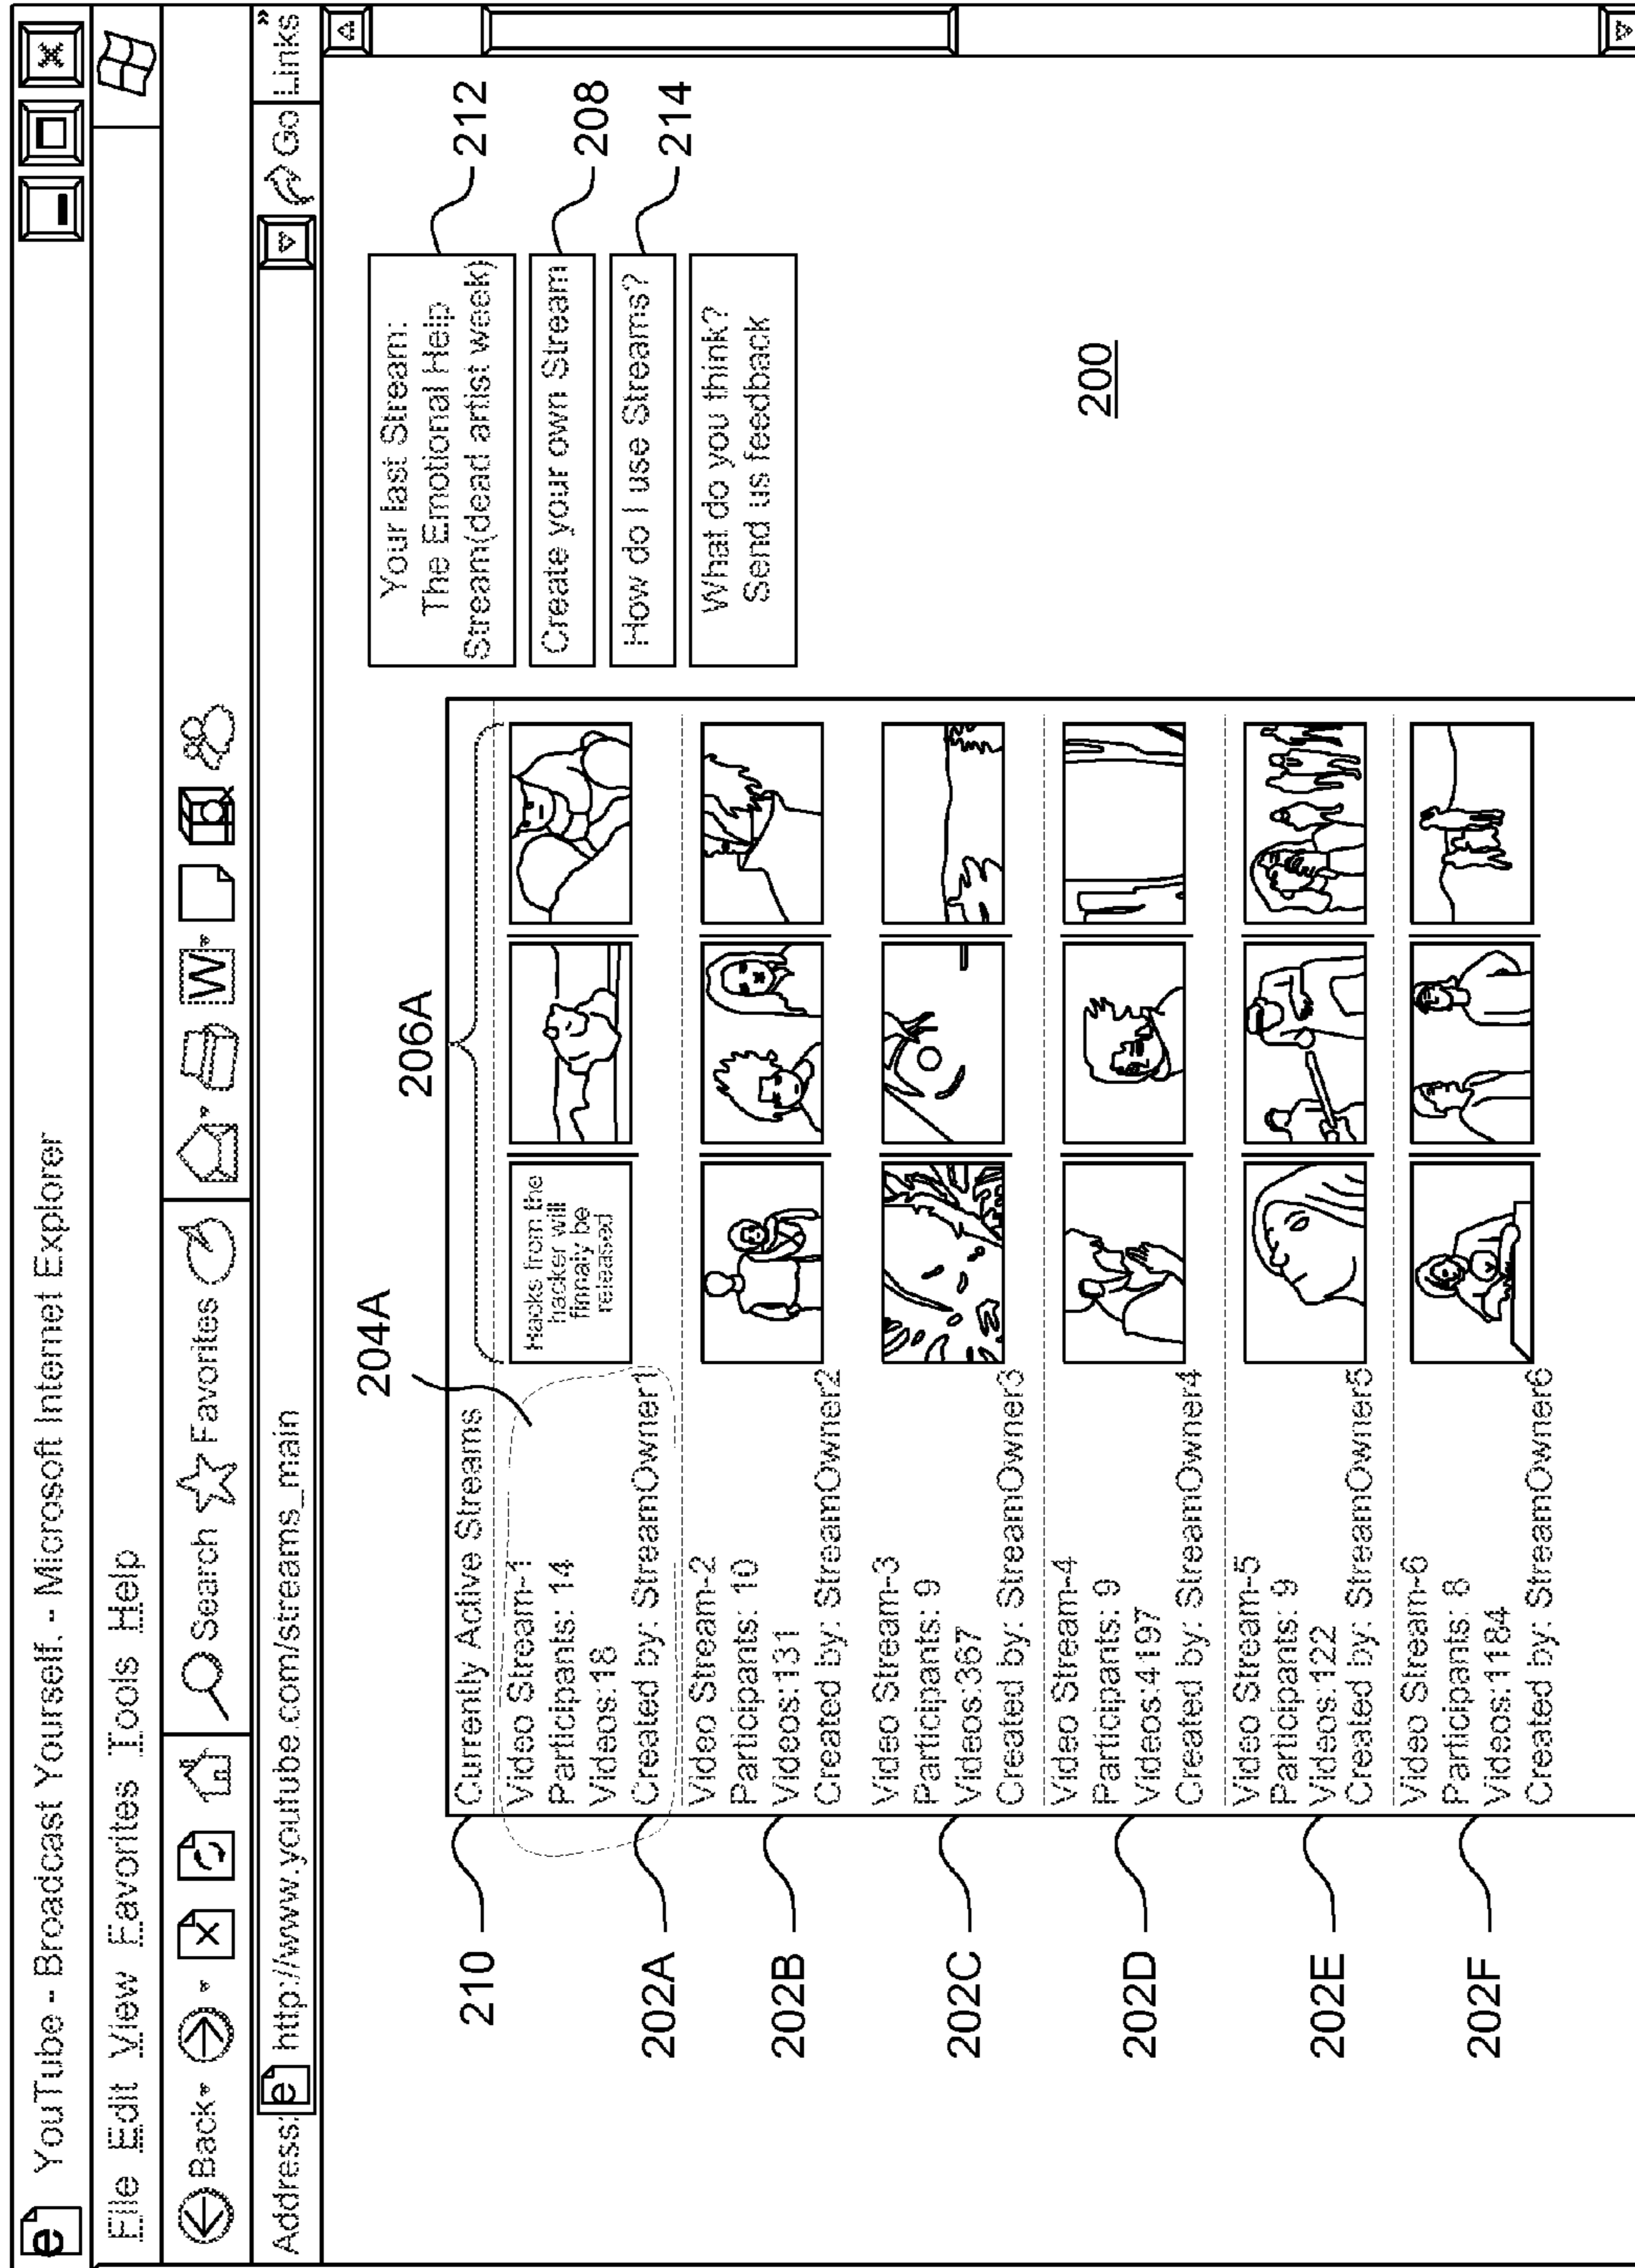 YouTube - Broadcast Yourself. - Microsoft Internet Explorer
File Edit View Favorites Tools Help
Back Search Favorites W
Address: http://www.youtube.com/streams_main Go Links »
204A
206A
Your last Stream:
The Emotional Help
Stream(dead artist week)
212
Create your own Stream
208
How do I use Streams?
214
What do you think?
Send us feedback
200
210
Currently Active Streams
202A
Video Stream-1
Participants: 14
Videos:18
Created by: StreamOwner1
Hacks from the
hacker will
finnaly be
released
202B
Video Stream-2
Participants: 10
Videos:131
Created by: StreamOwner2
202C
Video Stream-3
Participants: 9
Videos:367
Created by: StreamOwner3
202D
Video Stream-4
Participants: 9
Videos:4197
Created by: StreamOwner4
202E
Video Stream-5
Participants: 9
Videos:122
Created by: StreamOwner5
202F
Video Stream-6
Participants: 8
Videos:1184
Created by: StreamOwner6